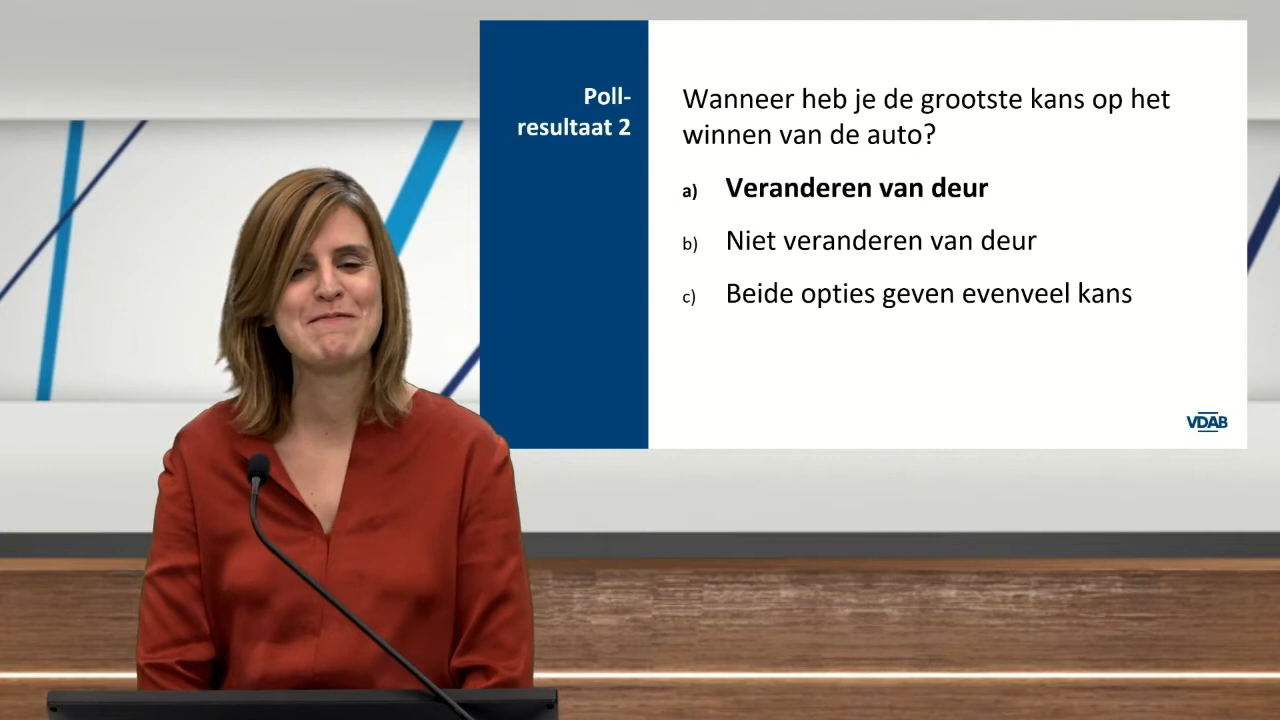 Poll-
resultaat 2
Wanneer heb je de grootste kans op het
winnen van de auto?
a) Veranderen van deur
b) Niet veranderen van deur
c) Beide opties geven evenveel kans
VDAB